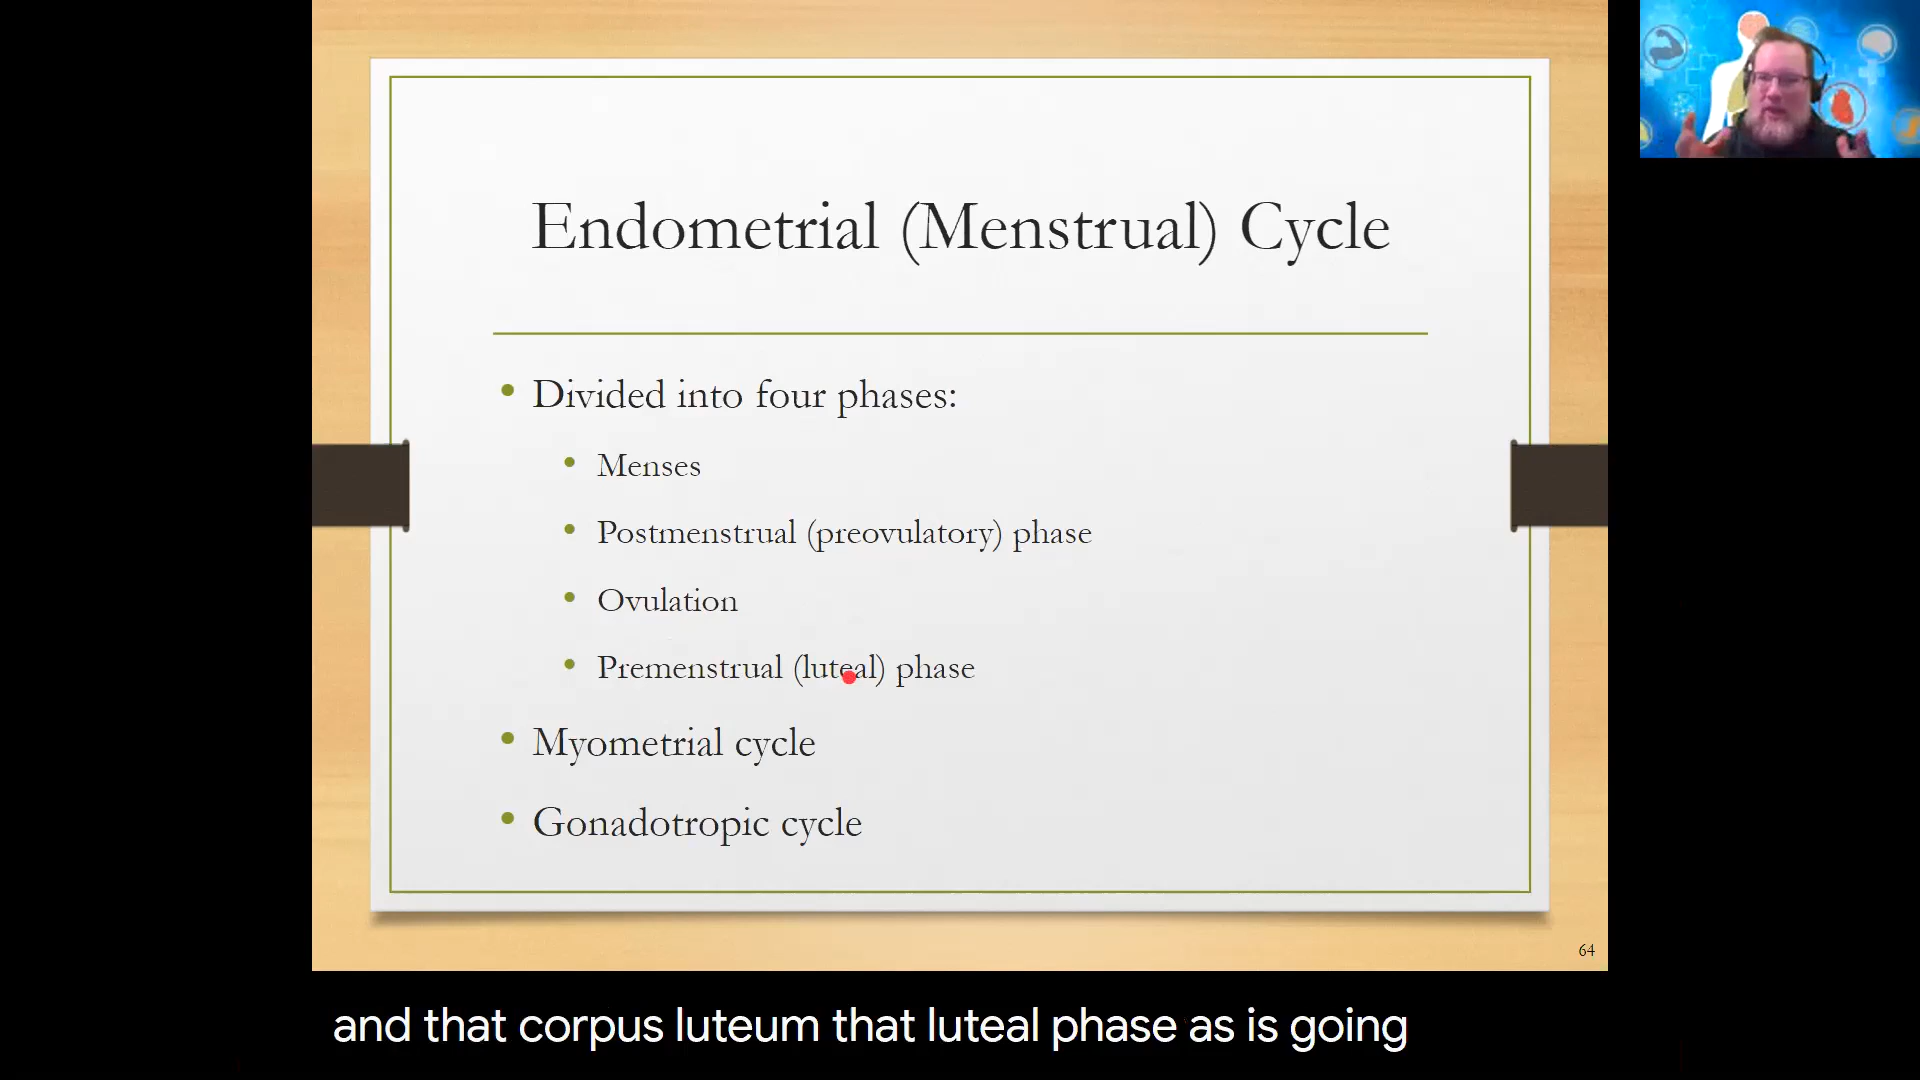 Endometrial (Menstrual) Cycle
• Divided into four phases:
• Menses
• Postmenstrual (preovulatory) phase
• Ovulation
• Premenstrual (luteal) phase
• Myometrial cycle
• Gonadotropic cycle
64
and that corpus luteum that luteal phase as is going